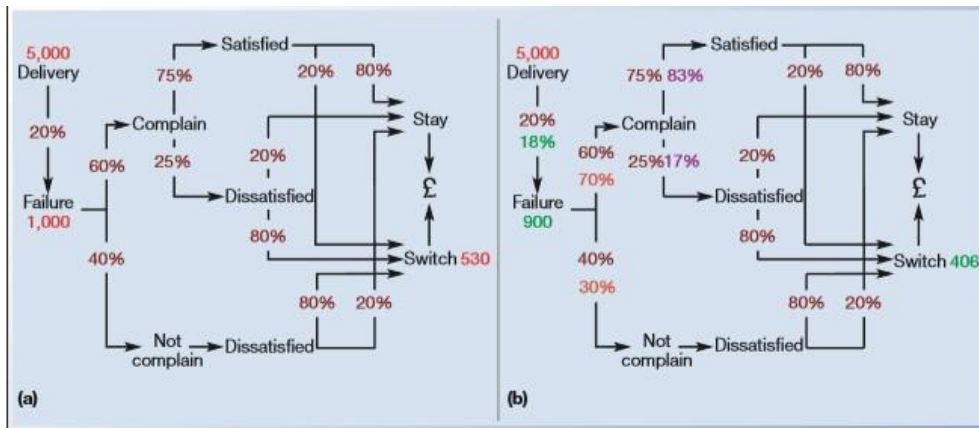 Satisfied
5,000
Delivery
75%
20%
80%
20%
Complain
Stay
60%
25%
20%
£
Failure
1,000
Dissatisfied
80%
40%
Switch 530
80%
20%
Not
complain
Dissatisfied
(a)
Satisfied
5,000
Delivery
75% 83%
20%
80%
20%
18%
Complain
Stay
60%
25%17%
20%
70%
£
Failure
900
Dissatisfied
80%
40%
Switch 406
30%
80%
20%
Not
complain
Dissatisfied
(b)